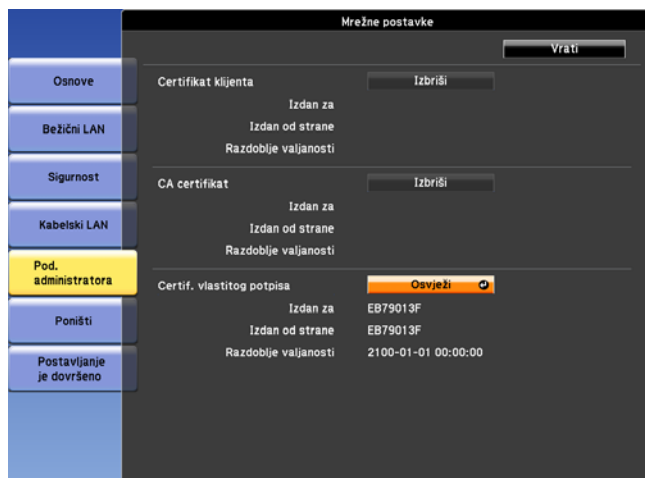 Mrežne postavke
Vrati
Osnove
Bežični LAN
Sigurnost
Kabelski LAN
Pod.
administratora
Poništi
Postavljanje
je dovršeno
Certifikat klijenta Izbriši
Izdan za
Izdan od strane
Razdoblje valjanosti
CA certifikat Izbriši
Izdan za
Izdan od strane
Razdoblje valjanosti
Certif. vlastitog potpisa Osvježi
Izdan za EB79013F
Izdan od strane EB79013F
Razdoblje valjanosti 2100-01-01 00:00:00